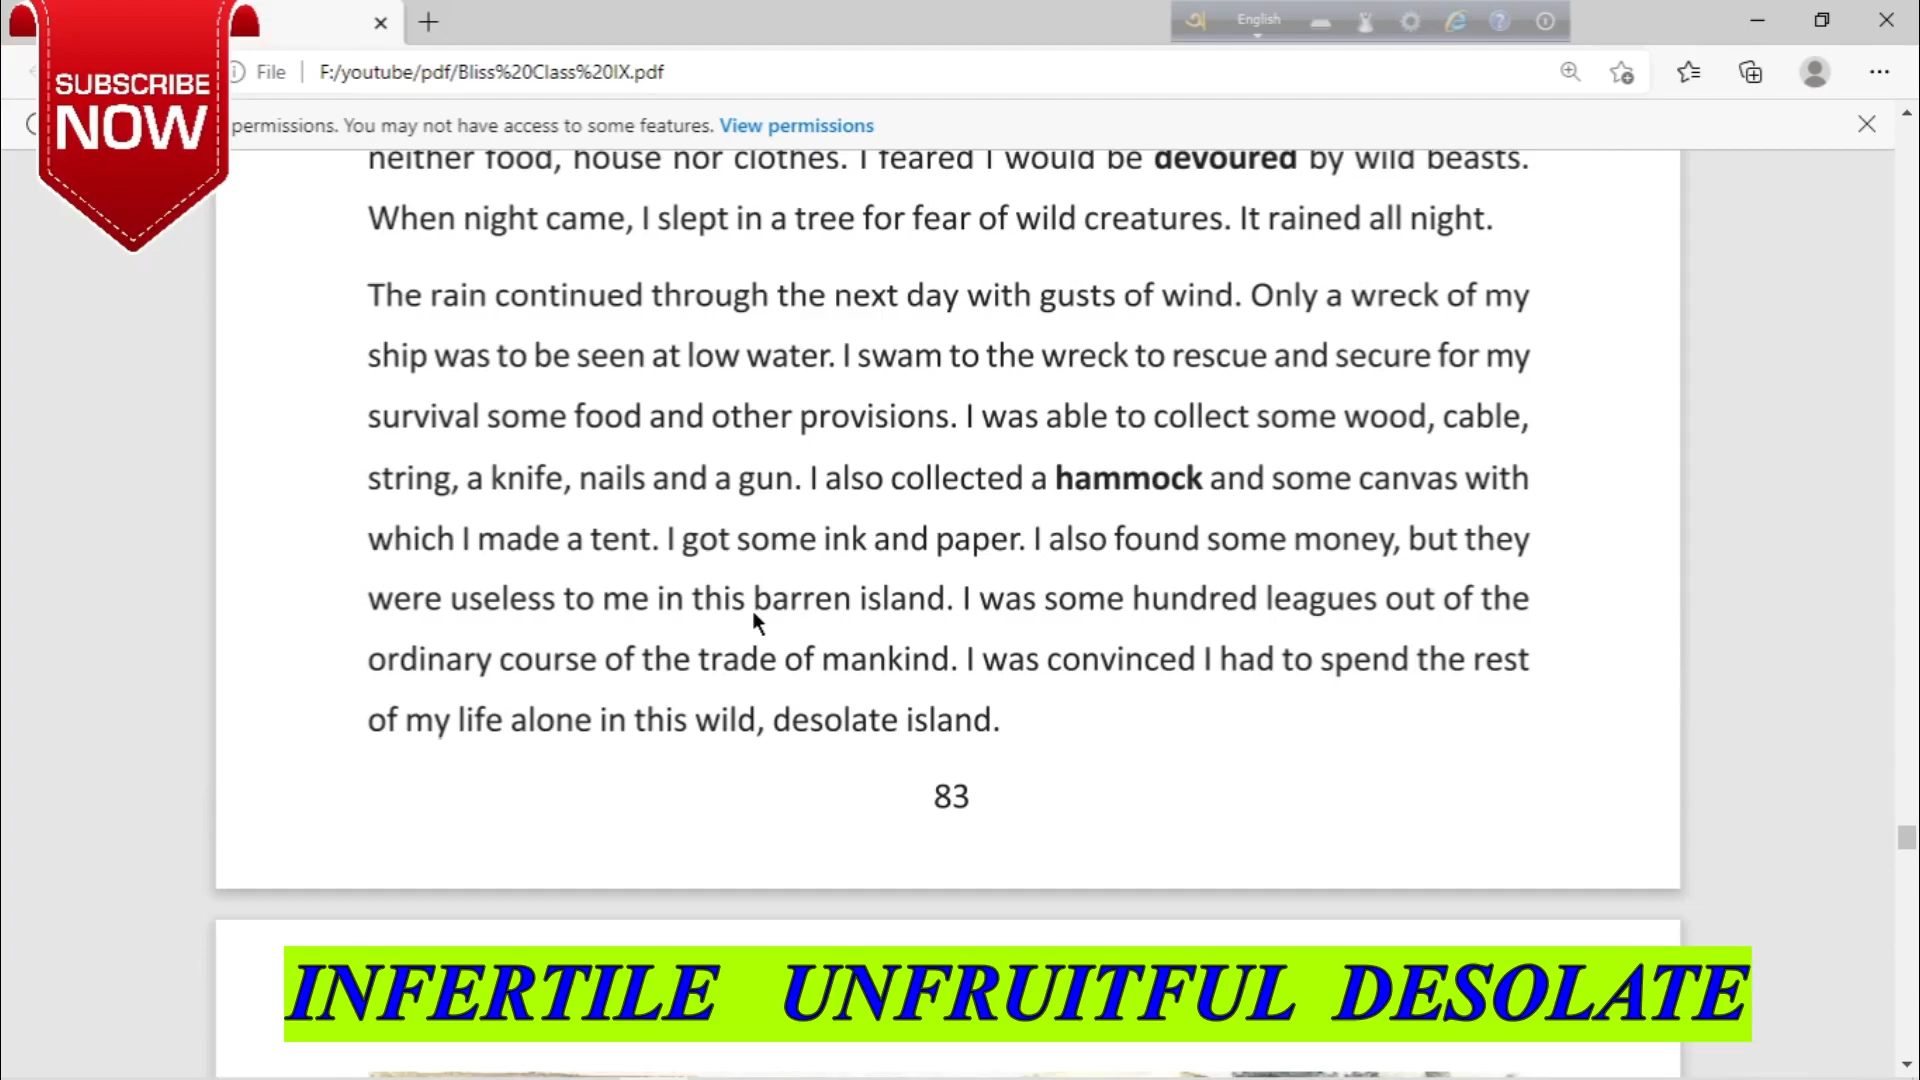 English
SUBSCRIBE
NOW
File
F:/youtube/pdf/Bliss%20Class%20IX.pdf
permissions. You may not have access to some features. View permissions
neither food, house nor clothes. I feared I would be devoured by wild beasts.
When night came, I slept in a tree for fear of wild creatures. It rained all night.
The rain continued through the next day with gusts of wind. Only a wreck of my
ship was to be seen at low water. I swam to the wreck to rescue and secure for my
survival some food and other provisions. I was able to collect some wood, cable,
string, a knife, nails and a gun. I also collected a hammock and some canvas with
which I made a tent. I got some ink and paper. I also found some money, but they
were useless to me in this barren island. I was some hundred leagues out of the
ordinary course of the trade of mankind. I was convinced I had to spend the rest
of my life alone in this wild, desolate island.
83
INFERTILE UNFRUITFUL DESOLATE